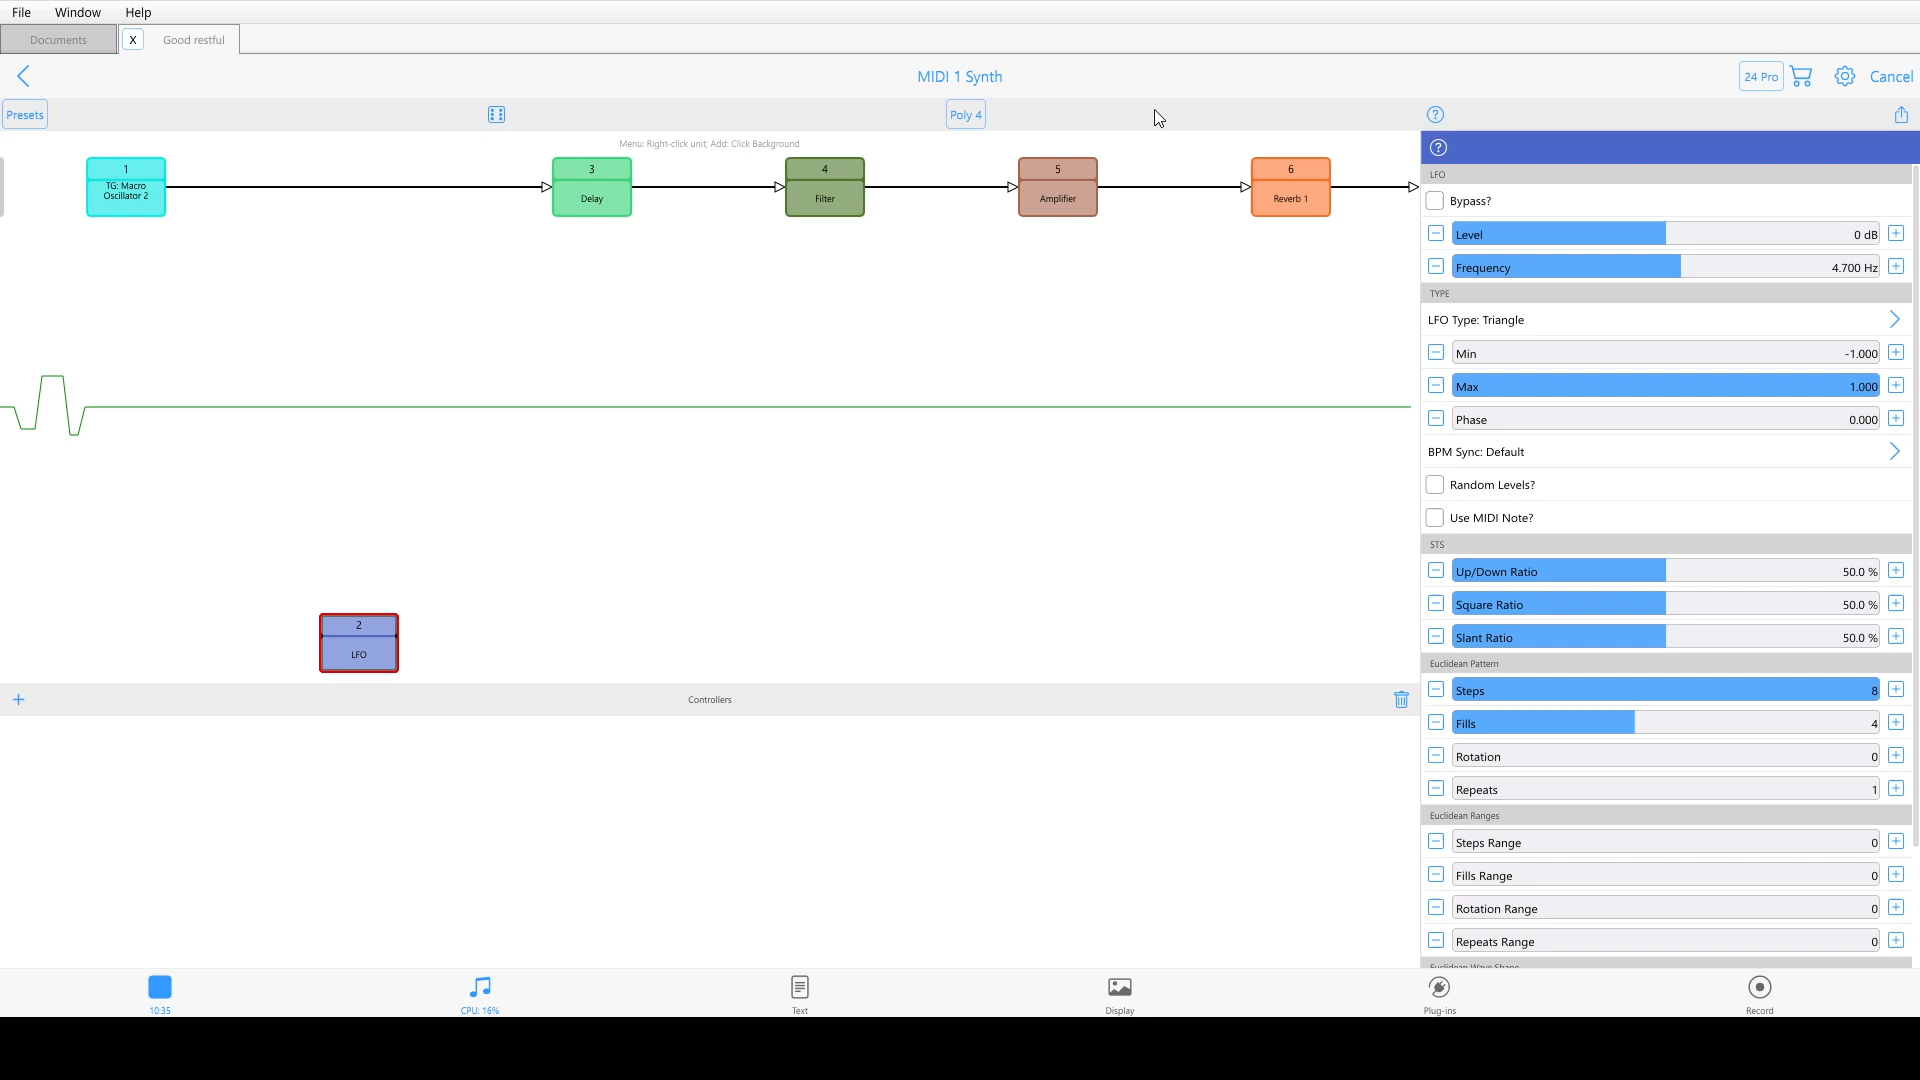 File Window Help
Documents X Good restful
MIDI 1 Synth
24 Pro Cancel
Presets Poly 4 ?
Menu: Right-click unit; Add: Click Background
1
TG: Macro
Oscillator 2
3
Delay
4
Filter
5
Amplifier
6
Reverb 1
2
LFO
Controllers
?
LFO
Bypass?
Level 0 dB
Frequency 4.700 Hz
TYPE
LFO Type: Triangle
Min -1.000
Max 1.000
Phase 0.000
BPM Sync: Default
Random Levels?
Use MIDI Note?
STS
Up/Down Ratio 50.0 %
Square Ratio 50.0 %
Slant Ratio 50.0 %
Euclidean Pattern
Steps 8
Fills 4
Rotation 0
Repeats 1
Euclidean Ranges
Steps Range 0
Fills Range 0
Rotation Range 0
Repeats Range 0
Euclidean Wave Shape
10:35 CPU: 16% Text Display Plug-ins Record